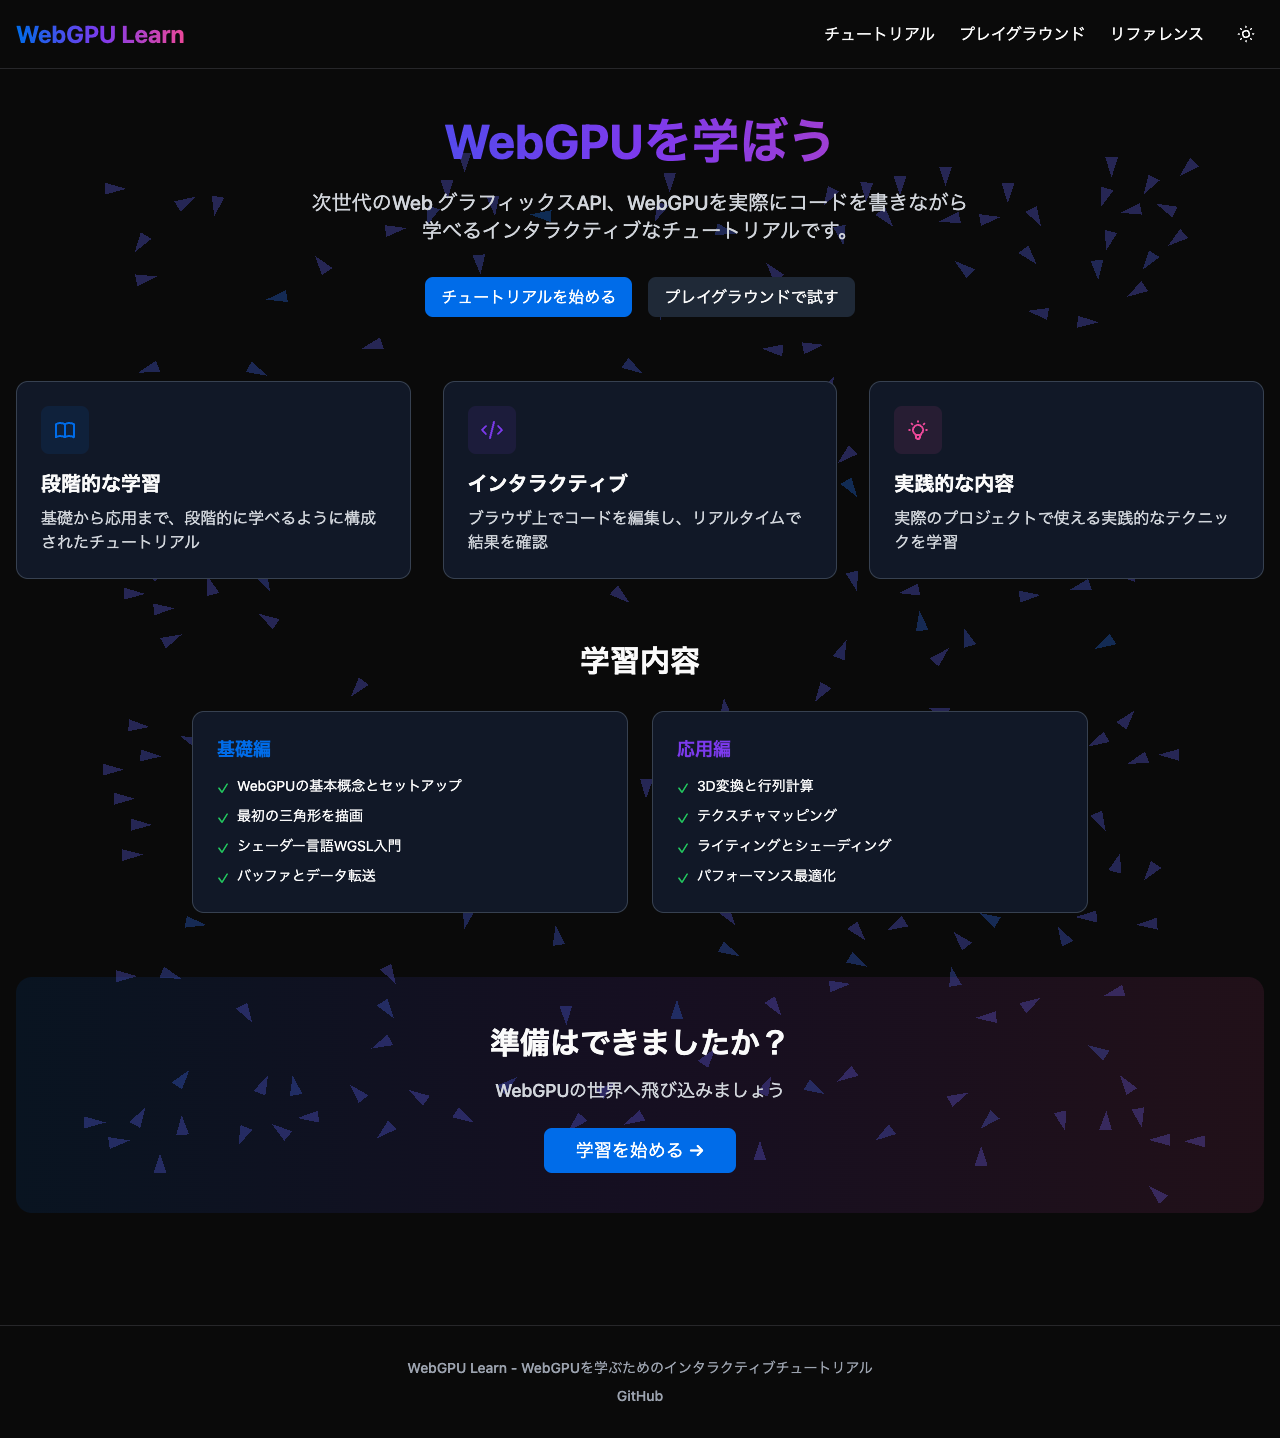 WebGPU Learn
チュートリアル プレイグラウンド リファレンス
WebGPUを学ぼう
次世代のWeb グラフィックスAPI、WebGPUを実際にコードを書きながら
学べるインタラクティブなチュートリアルです。
チュートリアルを始める プレイグラウンドで試す
段階的な学習
基礎から応用まで、段階的に学べるように構成
されたチュートリアル
インタラクティブ
ブラウザ上でコードを編集し、リアルタイムで
結果を確認
実践的な内容
実際のプロジェクトで使える実践的なテクニッ
クを学習
学習内容
基礎編
WebGPUの基本概念とセットアップ
最初の三角形を描画
シェーダー言語WGSL入門
バッファとデータ転送
応用編
3D変換と行列計算
テクスチャマッピング
ライティングとシェーディング
パフォーマンス最適化
準備はできましたか？
WebGPUの世界へ飛び込みましょう
学習を始める →
WebGPU Learn - WebGPUを学ぶためのインタラクティブチュートリアル
GitHub